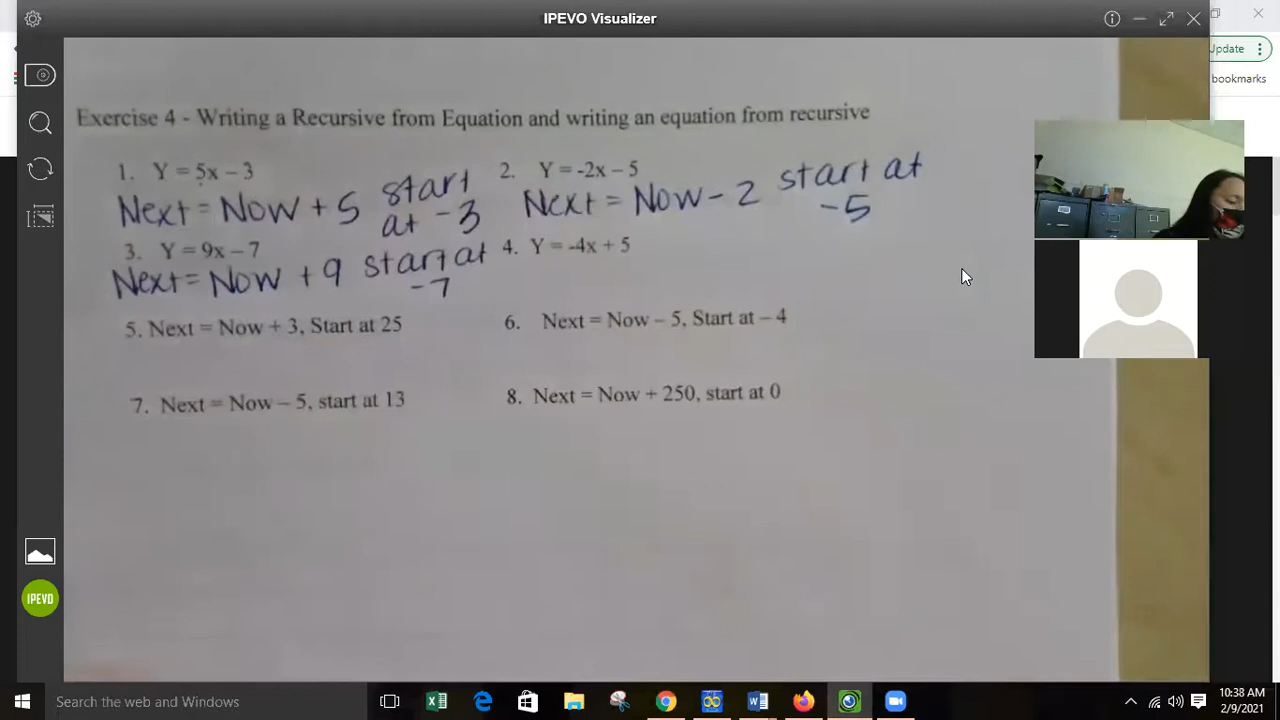 IPEVO Visualizer
Update
bookmarks
Exercise 4 - Writing a Recursive from Equation and writing an equation from recursive
1. Y = 5x – 3
Next = Now + 5 start at -3
2. Y = -2x – 5
Next = Now - 2 start at -5
3. Y = 9x – 7
Next = Now + 9 start at -7
4. Y = -4x + 5
5. Next = Now + 3, Start at 25
6. Next = Now – 5, Start at – 4
7. Next = Now – 5, start at 13
8. Next = Now + 250, start at 0
IPEVO
Search the web and Windows
10:38 AM
2/9/2021